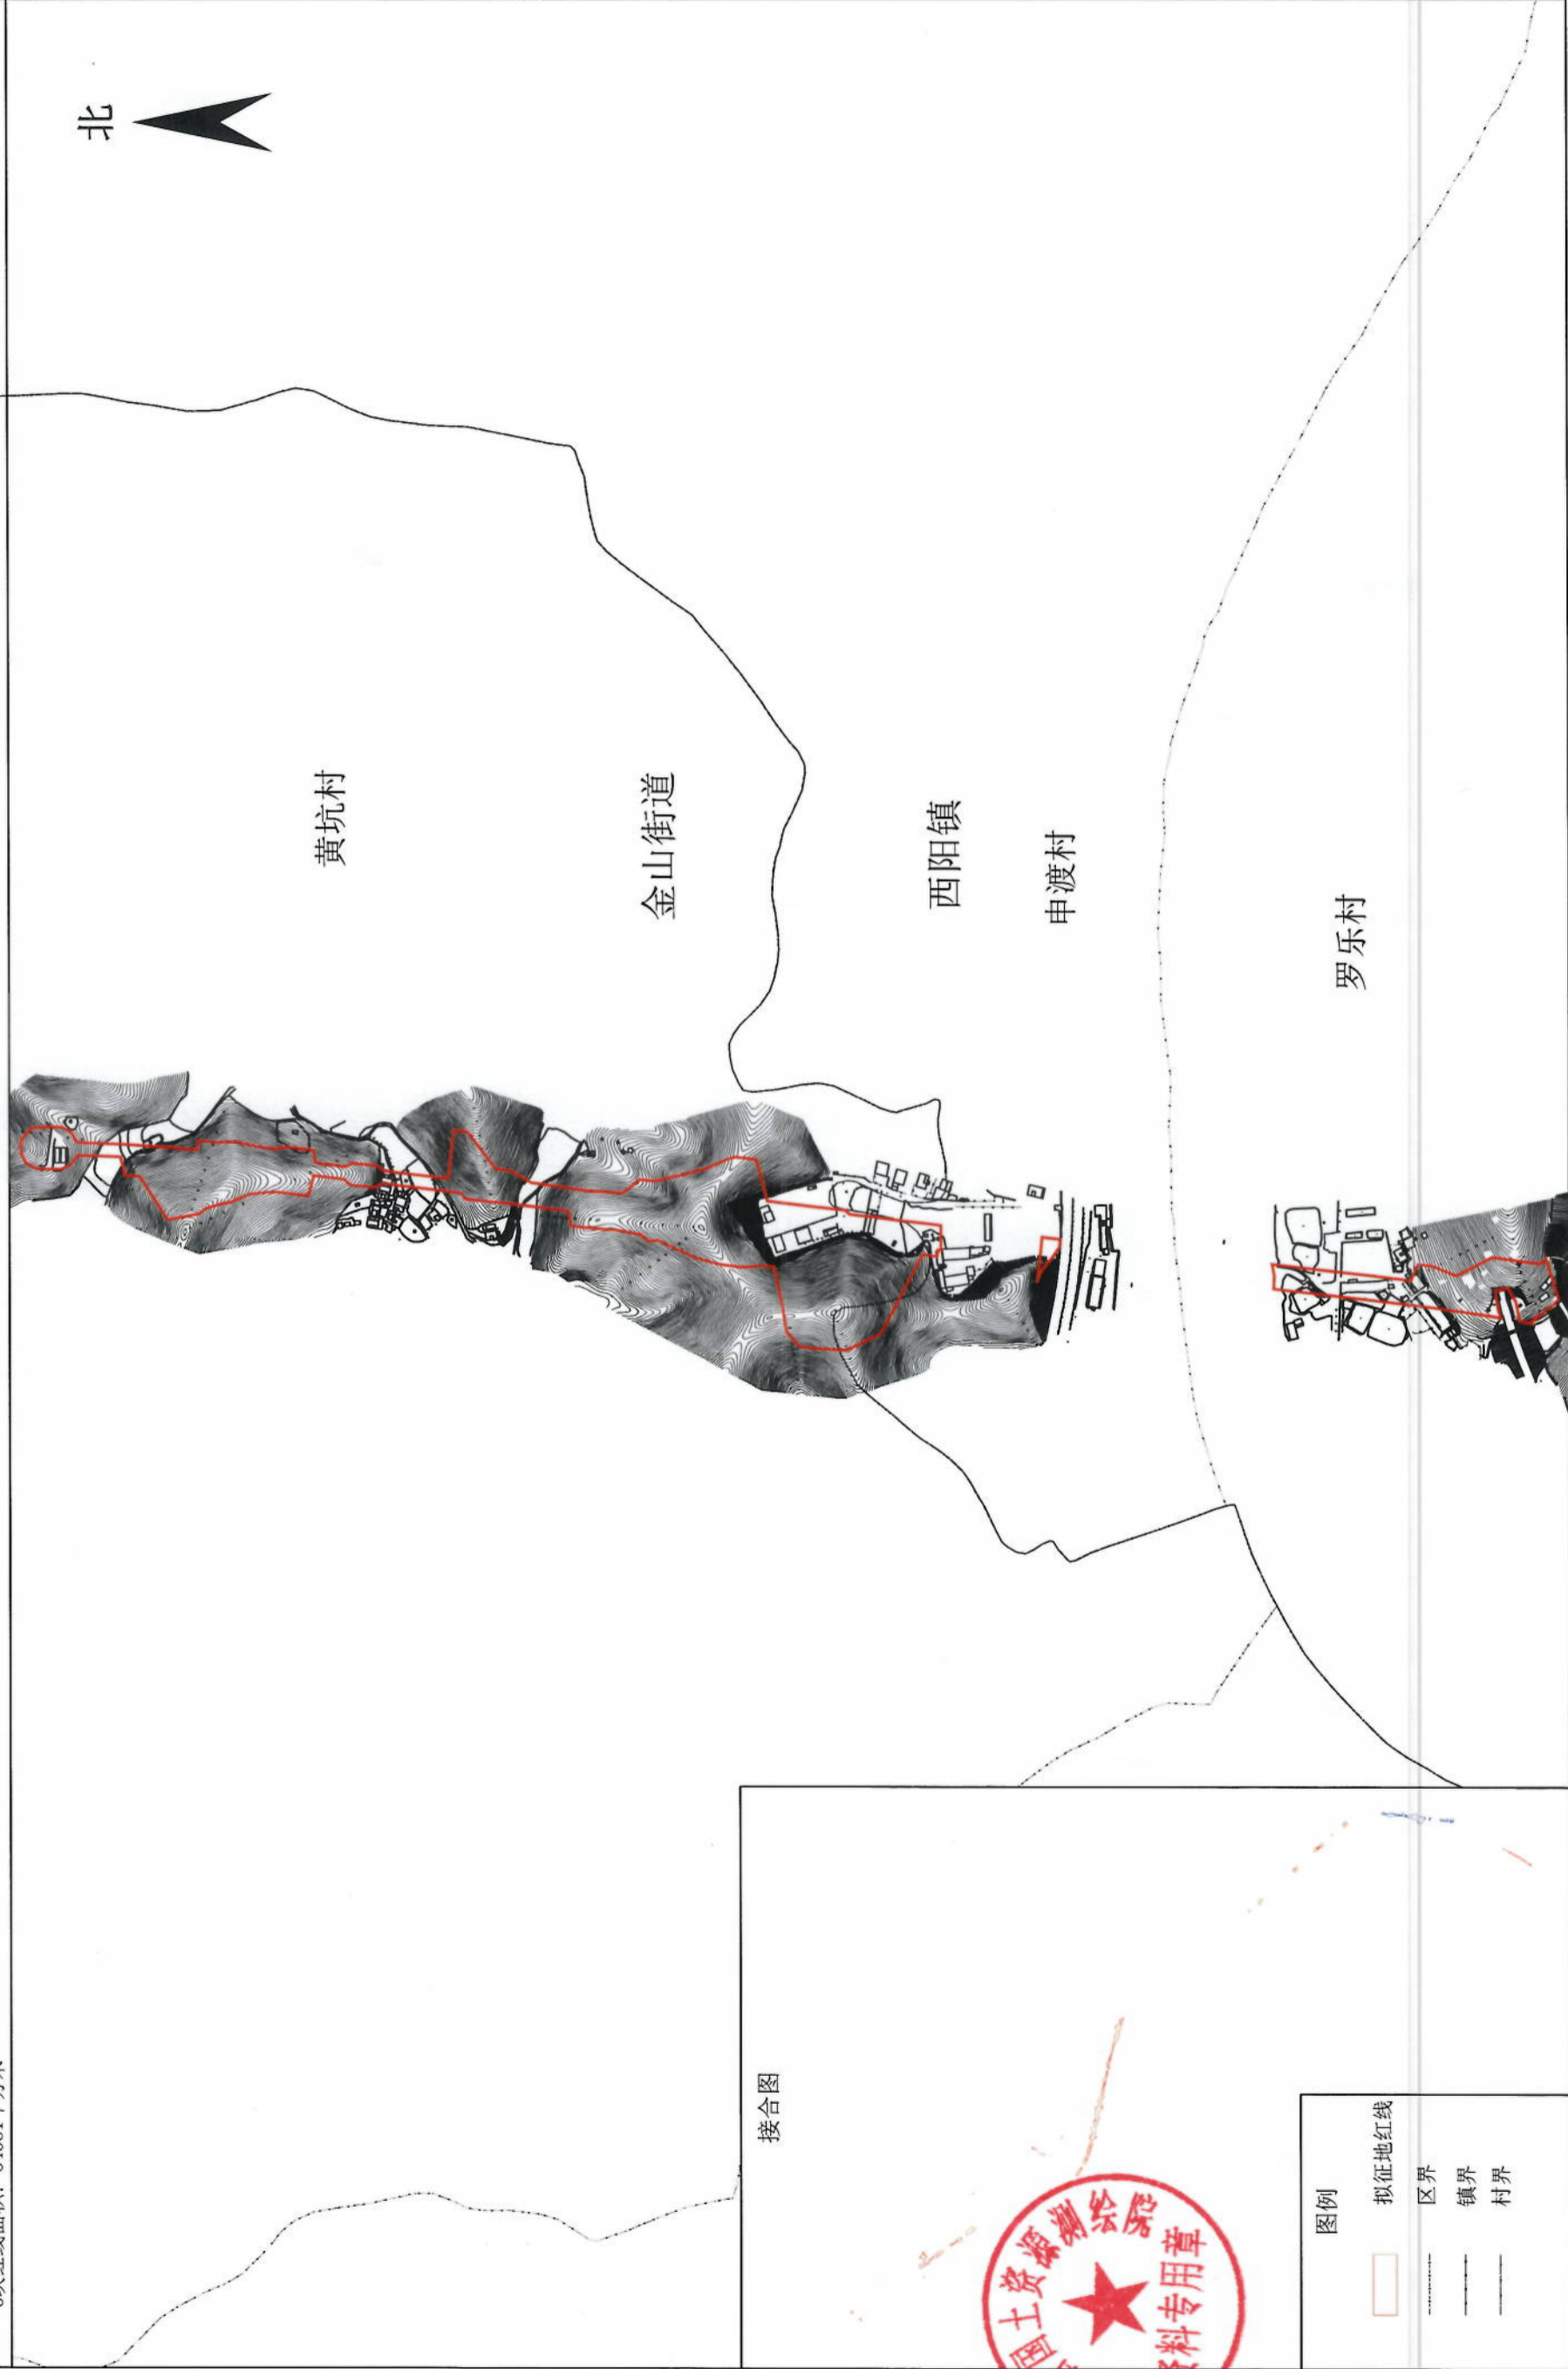 北
黄坑村
金山街道
西阳镇
申渡村
罗乐村
接合图
国土资源测绘院
资料专用章
图例
拟征地红线
区界
镇界
村界